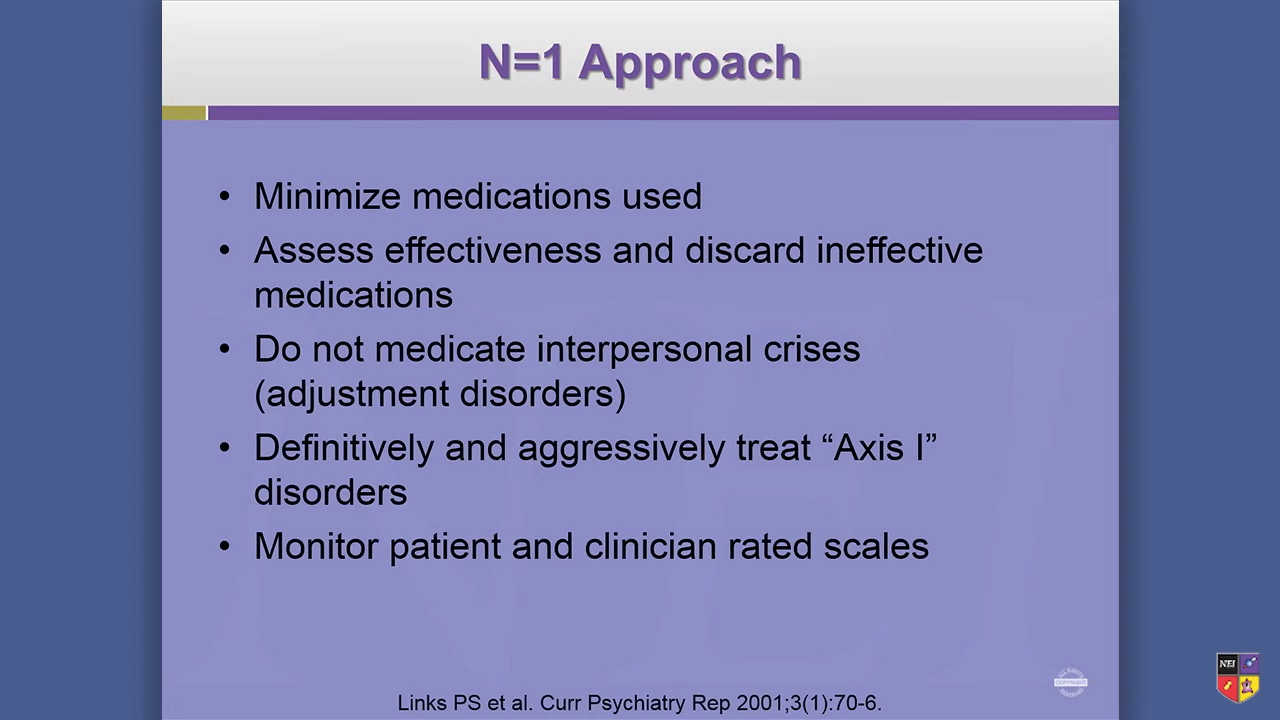 N=1 Approach
• Minimize medications used
• Assess effectiveness and discard ineffective
medications
• Do not medicate interpersonal crises
(adjustment disorders)
• Definitively and aggressively treat “Axis I”
disorders
• Monitor patient and clinician rated scales
Links PS et al. Curr Psychiatry Rep 2001;3(1):70-6.
COPYRIGHT
NEI